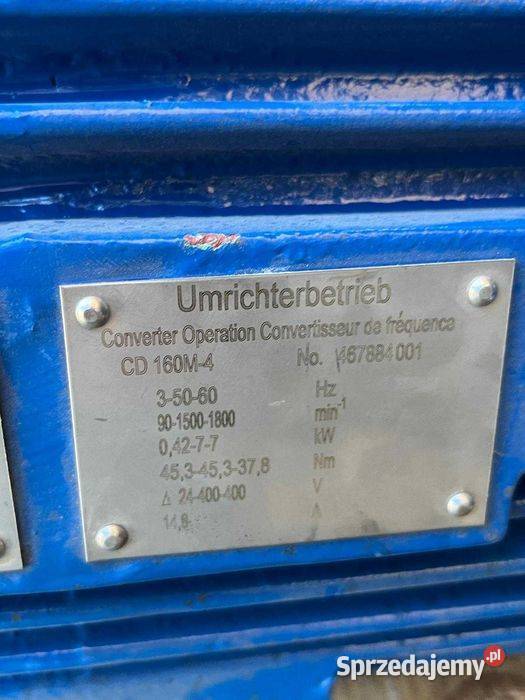 Umrichterbetrieb
Converter Operation Convertisseur de fréquence
CD 160M-4 No. 467884001
3-50-60 Hz
90-1500-1800 min-1
0,42-7-7 kW
45,3-45,3-37,8 Nm
Δ 24-400-400 V
14,8- A
Sprzedajemy.pl